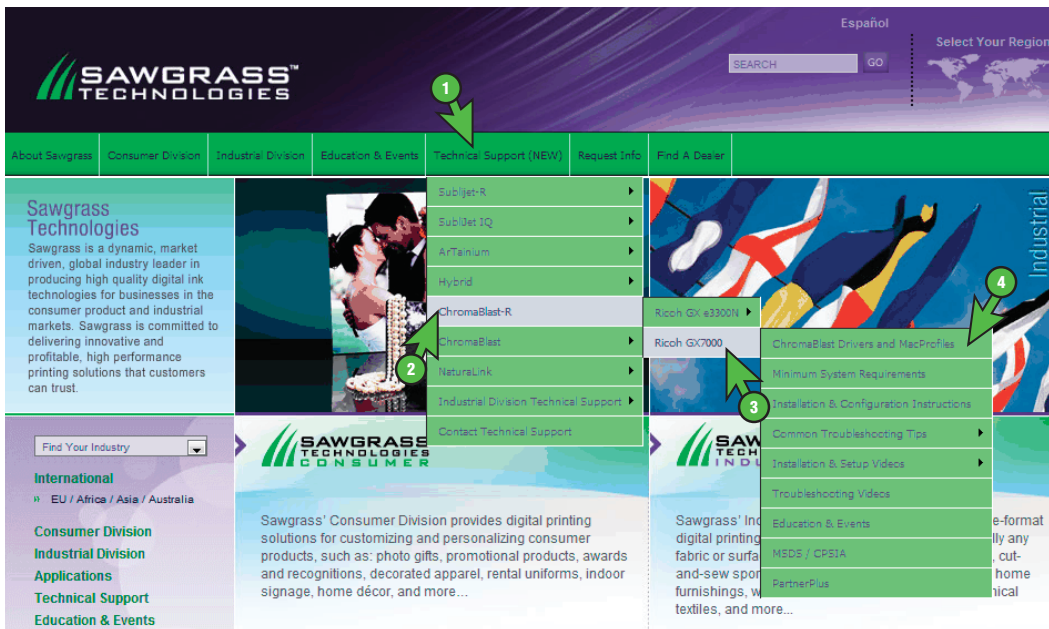 Español
Select Your Region
SEARCH
GO
SAWGRASS™
TECHNOLOGIES
1
About Sawgrass
Consumer Division
Industrial Division
Education & Events
Technical Support (NEW)
Request Info
Find A Dealer
Sawgrass
Technologies
Sawgrass is a dynamic, market
driven, global industry leader in
producing high quality digital ink
technologies for businesses in the
consumer product and industrial
markets. Sawgrass is committed to
delivering innovative and
profitable, high performance
printing solutions that customers
can trust.
Sublijet-R
SubliJet IQ
ArTainium
Hybrid
ChromaBlast-R
ChromaBlast
NaturaLink
Industrial Division Technical Support
Contact Technical Support
2
Ricoh GX e3300N
Ricoh GX7000
3
Industrial
4
ChromaBlast Drivers and MacProfiles
Minimum System Requirements
Installation & Configuration Instructions
Common Troubleshooting Tips
Installation & Setup Videos
Troubleshooting Videos
Education & Events
MSDS / CPSIA
PartnerPlus
Find Your Industry
International
» EU / Africa / Asia / Australia
Consumer Division
Industrial Division
Applications
Technical Support
Education & Events
SAWGRASS
TECHNOLOGIES
CONSUMER
Sawgrass' Consumer Division provides digital printing
solutions for customizing and personalizing consumer
products, such as: photo gifts, promotional products, awards
and recognitions, decorated apparel, rental uniforms, indoor
signage, home décor, and more...
SAW
TECH
INDU
Sawgrass' Ind e-format
digital printing lly any
fabric or surfa , cut-
and-sew spor home
furnishings, w nical
textiles, and more...